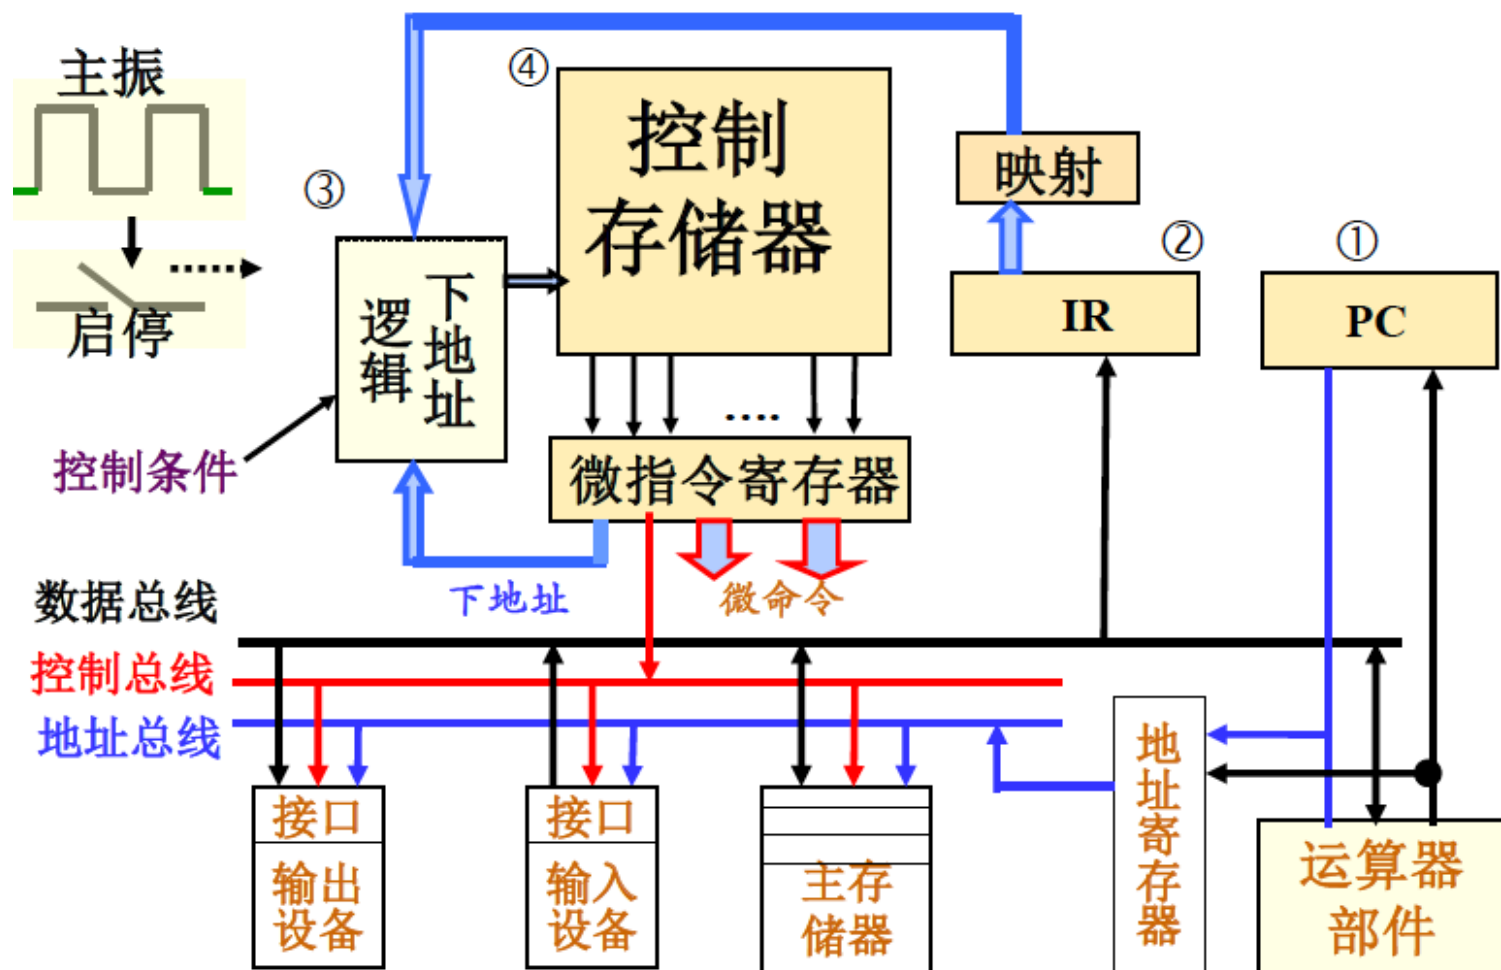 主振
④
控制
存储器
映射
③
②
①
启停
下地址
逻辑
IR
PC
控制条件
....
微指令寄存器
下地址
微命令
数据总线
控制总线
地址总线
接口
输出
设备
接口
输入
设备
主存
储器
地址寄存器
运算器
部件